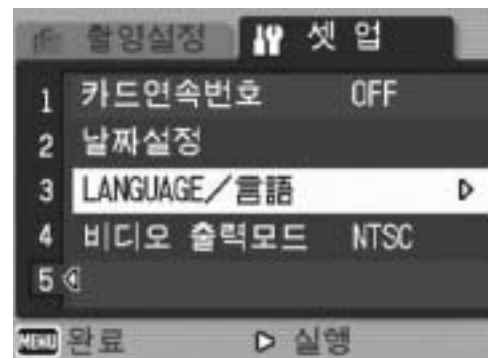 촬영설정 셋 업
1 카드연속번호 OFF
2 날짜설정
3 LANGUAGE/言語
4 비디오 출력모드 NTSC
5
MENU 완료 실행